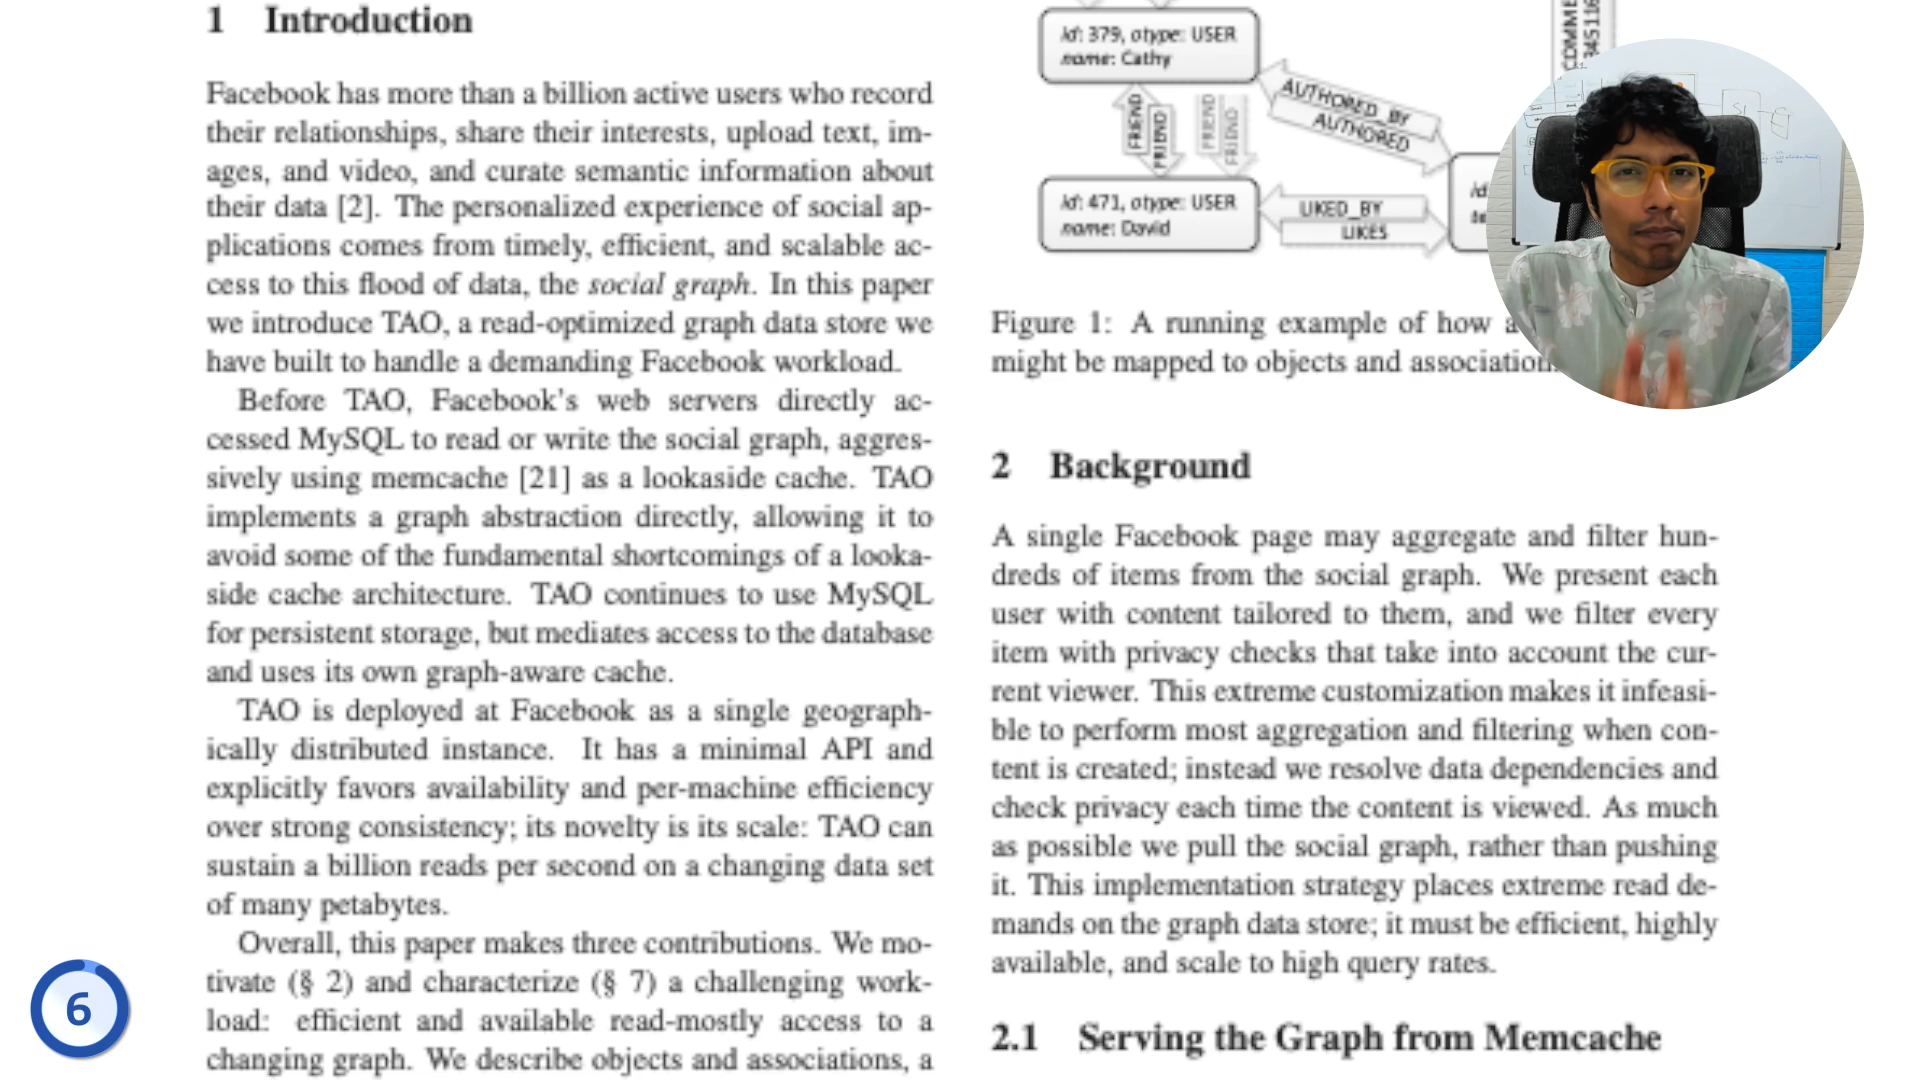 1 Introduction
Facebook has more than a billion active users who record
their relationships, share their interests, upload text, im-
ages, and video, and curate semantic information about
their data [2]. The personalized experience of social ap-
plications comes from timely, efficient, and scalable ac-
cess to this flood of data, the social graph. In this paper
we introduce TAO, a read-optimized graph data store we
have built to handle a demanding Facebook workload.
Before TAO, Facebook's web servers directly ac-
cessed MySQL to read or write the social graph, aggres-
sively using memcache [21] as a lookaside cache. TAO
implements a graph abstraction directly, allowing it to
avoid some of the fundamental shortcomings of a looka-
side cache architecture. TAO continues to use MySQL
for persistent storage, but mediates access to the database
and uses its own graph-aware cache.
TAO is deployed at Facebook as a single geograph-
ically distributed instance. It has a minimal API and
explicitly favors availability and per-machine efficiency
over strong consistency; its novelty is its scale: TAO can
sustain a billion reads per second on a changing data set
of many petabytes.
Overall, this paper makes three contributions. We mo-
tivate (§ 2) and characterize (§ 7) a challenging work-
load: efficient and available read-mostly access to a
changing graph. We describe objects and associations, a
id: 379, otype: USER
name: Cathy
COMME
345116
AUTHORED_BY
AUTHORED
FRIEND
FRIEND
FRIEND
FRIEND
id: 471, otype: USER
name: David
LIKED_BY
LIKES
id
te
Figure 1: A running example of how a
might be mapped to objects and association
2 Background
A single Facebook page may aggregate and filter hun-
dreds of items from the social graph. We present each
user with content tailored to them, and we filter every
item with privacy checks that take into account the cur-
rent viewer. This extreme customization makes it infeasi-
ble to perform most aggregation and filtering when con-
tent is created; instead we resolve data dependencies and
check privacy each time the content is viewed. As much
as possible we pull the social graph, rather than pushing
it. This implementation strategy places extreme read de-
mands on the graph data store; it must be efficient, highly
available, and scale to high query rates.
2.1 Serving the Graph from Memcache
6